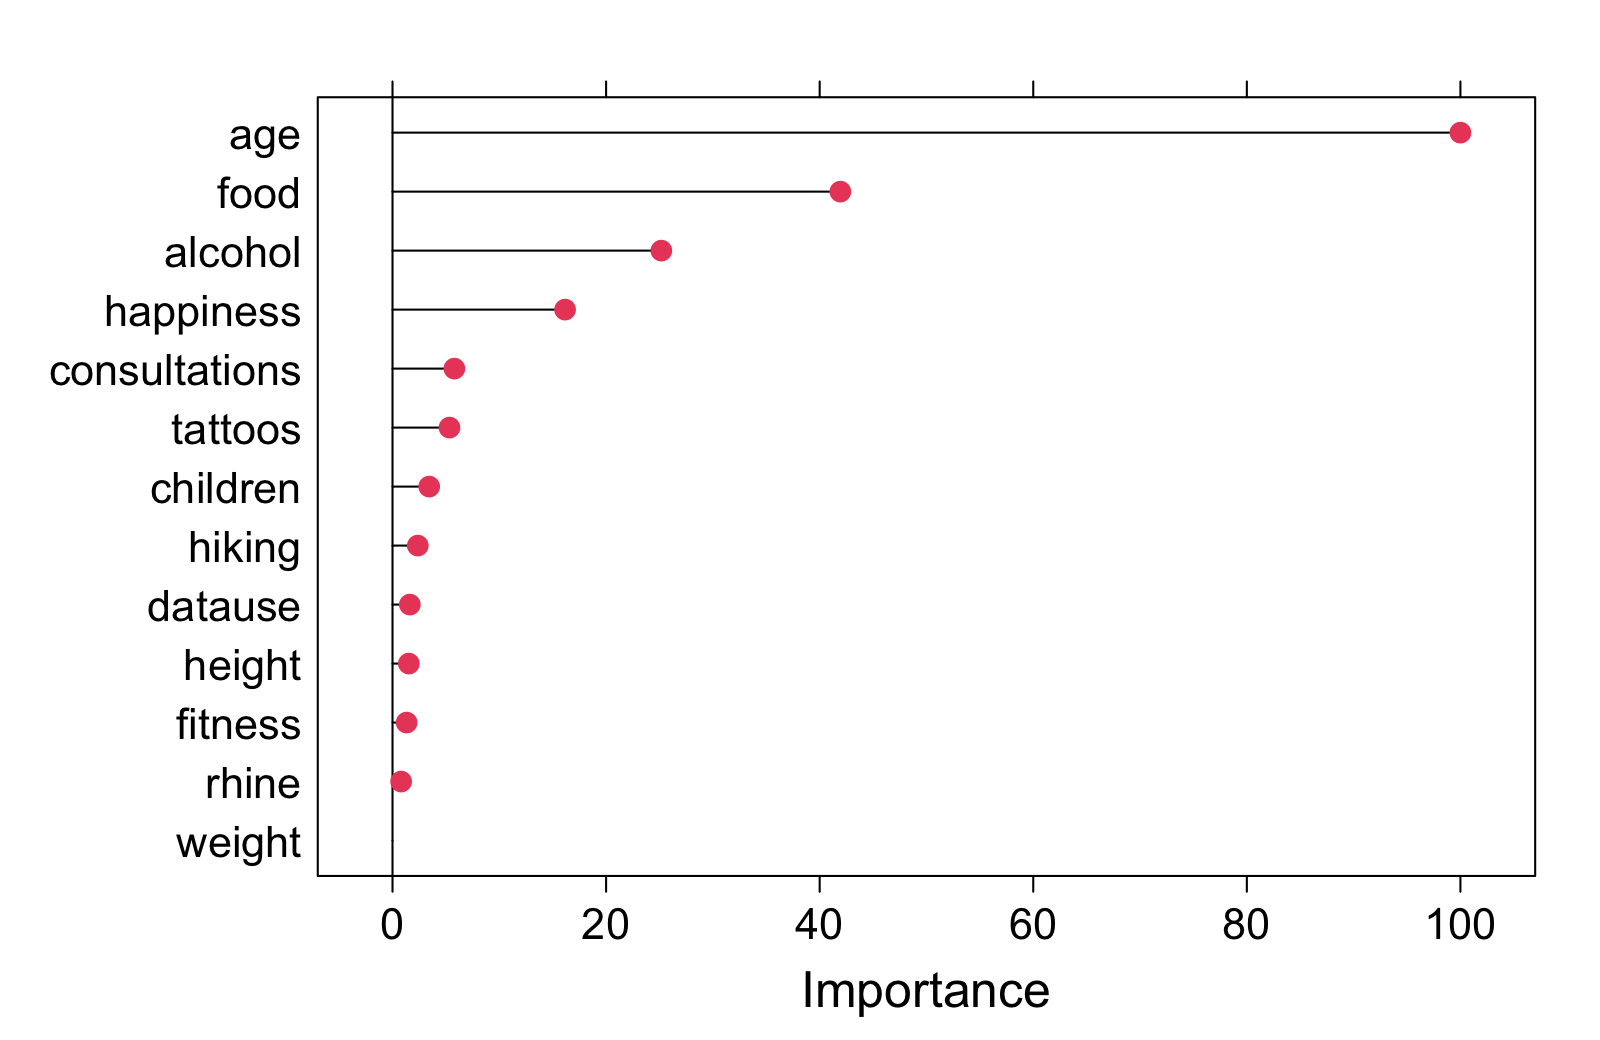 age
food
alcohol
happiness
consultations
tattoos
children
hiking
datause
height
fitness
rhine
weight
0 20 40 60 80 100
Importance